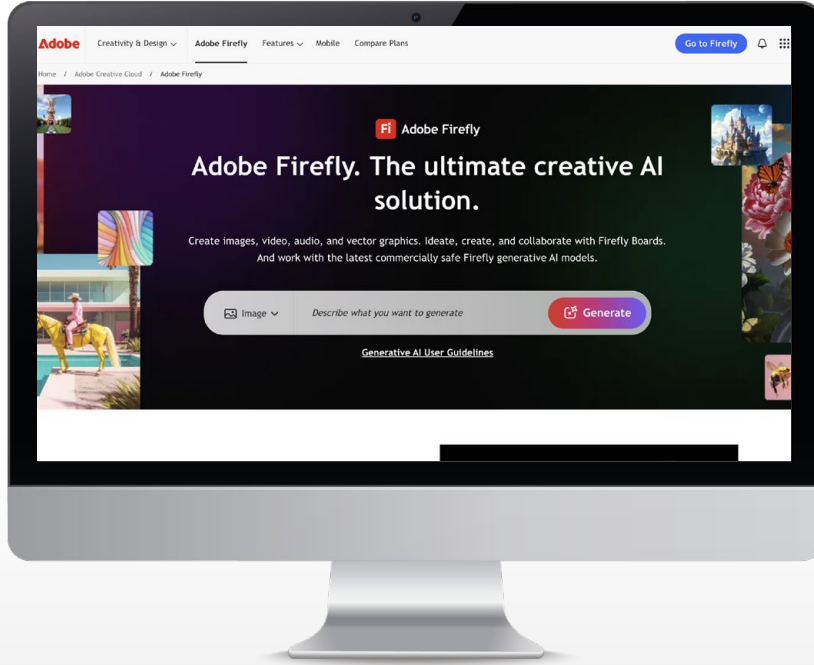 Adobe
Creativity & Design
Adobe Firefly
Features
Mobile
Compare Plans
Go to Firefly
Home / Adobe Creative Cloud / Adobe Firefly
Fi Adobe Firefly
Adobe Firefly. The ultimate creative AI
solution.
Create images, video, audio, and vector graphics. Ideate, create, and collaborate with Firefly Boards.
And work with the latest commercially safe Firefly generative AI models.
Image
Describe what you want to generate
Generate
Generative AI User Guidelines